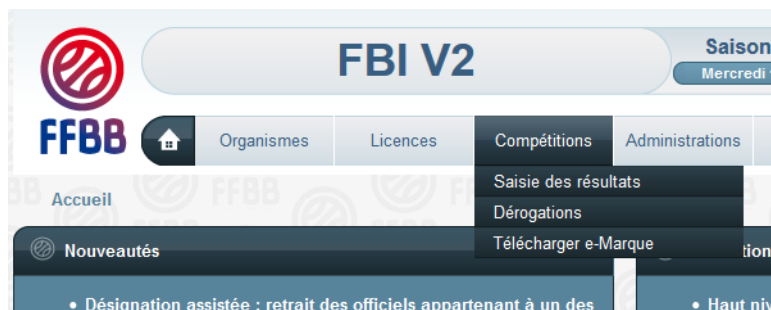 FBI V2
Saison
Mercredi
FFBB
Organismes
Licences
Compétitions
Administrations
Saisie des résultats
Dérogations
Télécharger e-Marque
Accueil
Nouveautés
• Désignation assistée : retrait des officiels appartenant à un des
• Haut niv